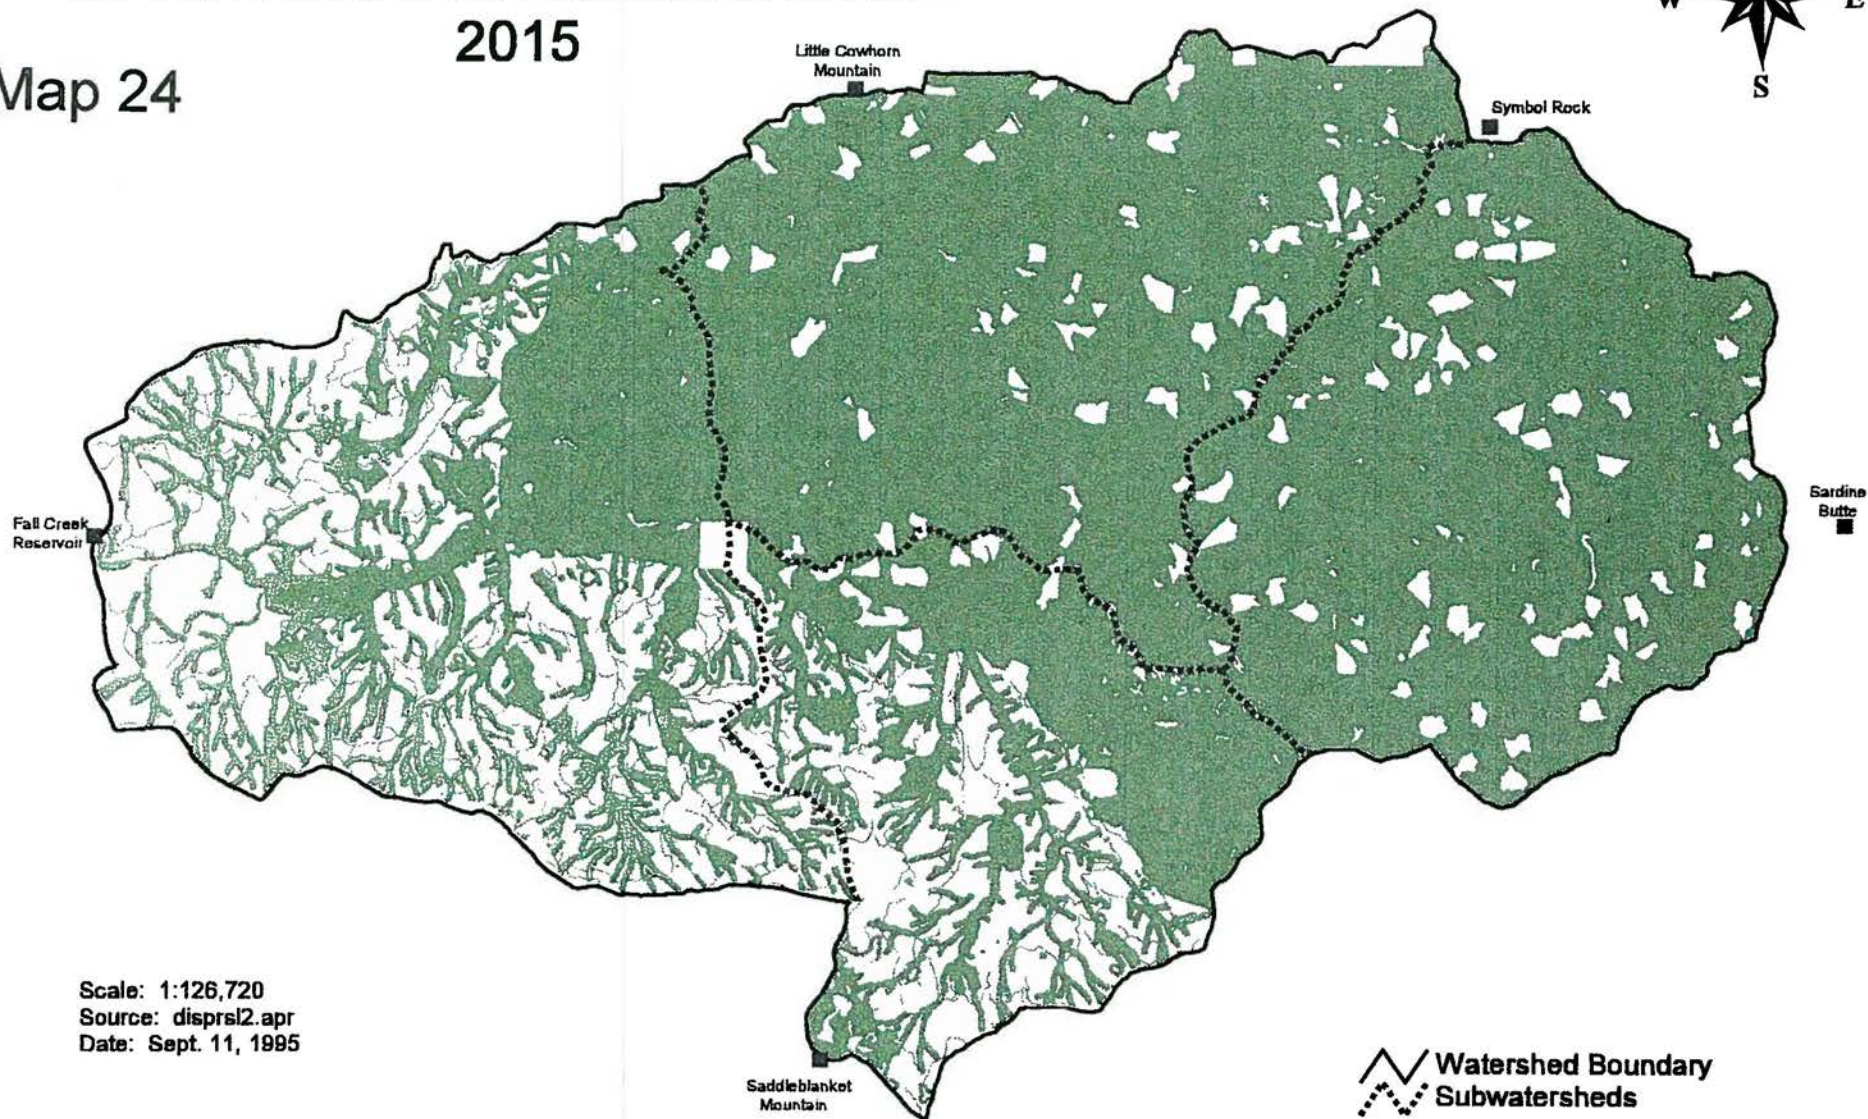 2015
Map 24
W
E
S
Little Cowhorn
Mountain
Symbol Rock
Sardine
Butte
Fall Creek
Reservoir
Scale: 1:126,720
Source: disprsl2.apr
Date: Sept. 11, 1995
Saddleblanket
Mountain
Watershed Boundary
Subwatersheds